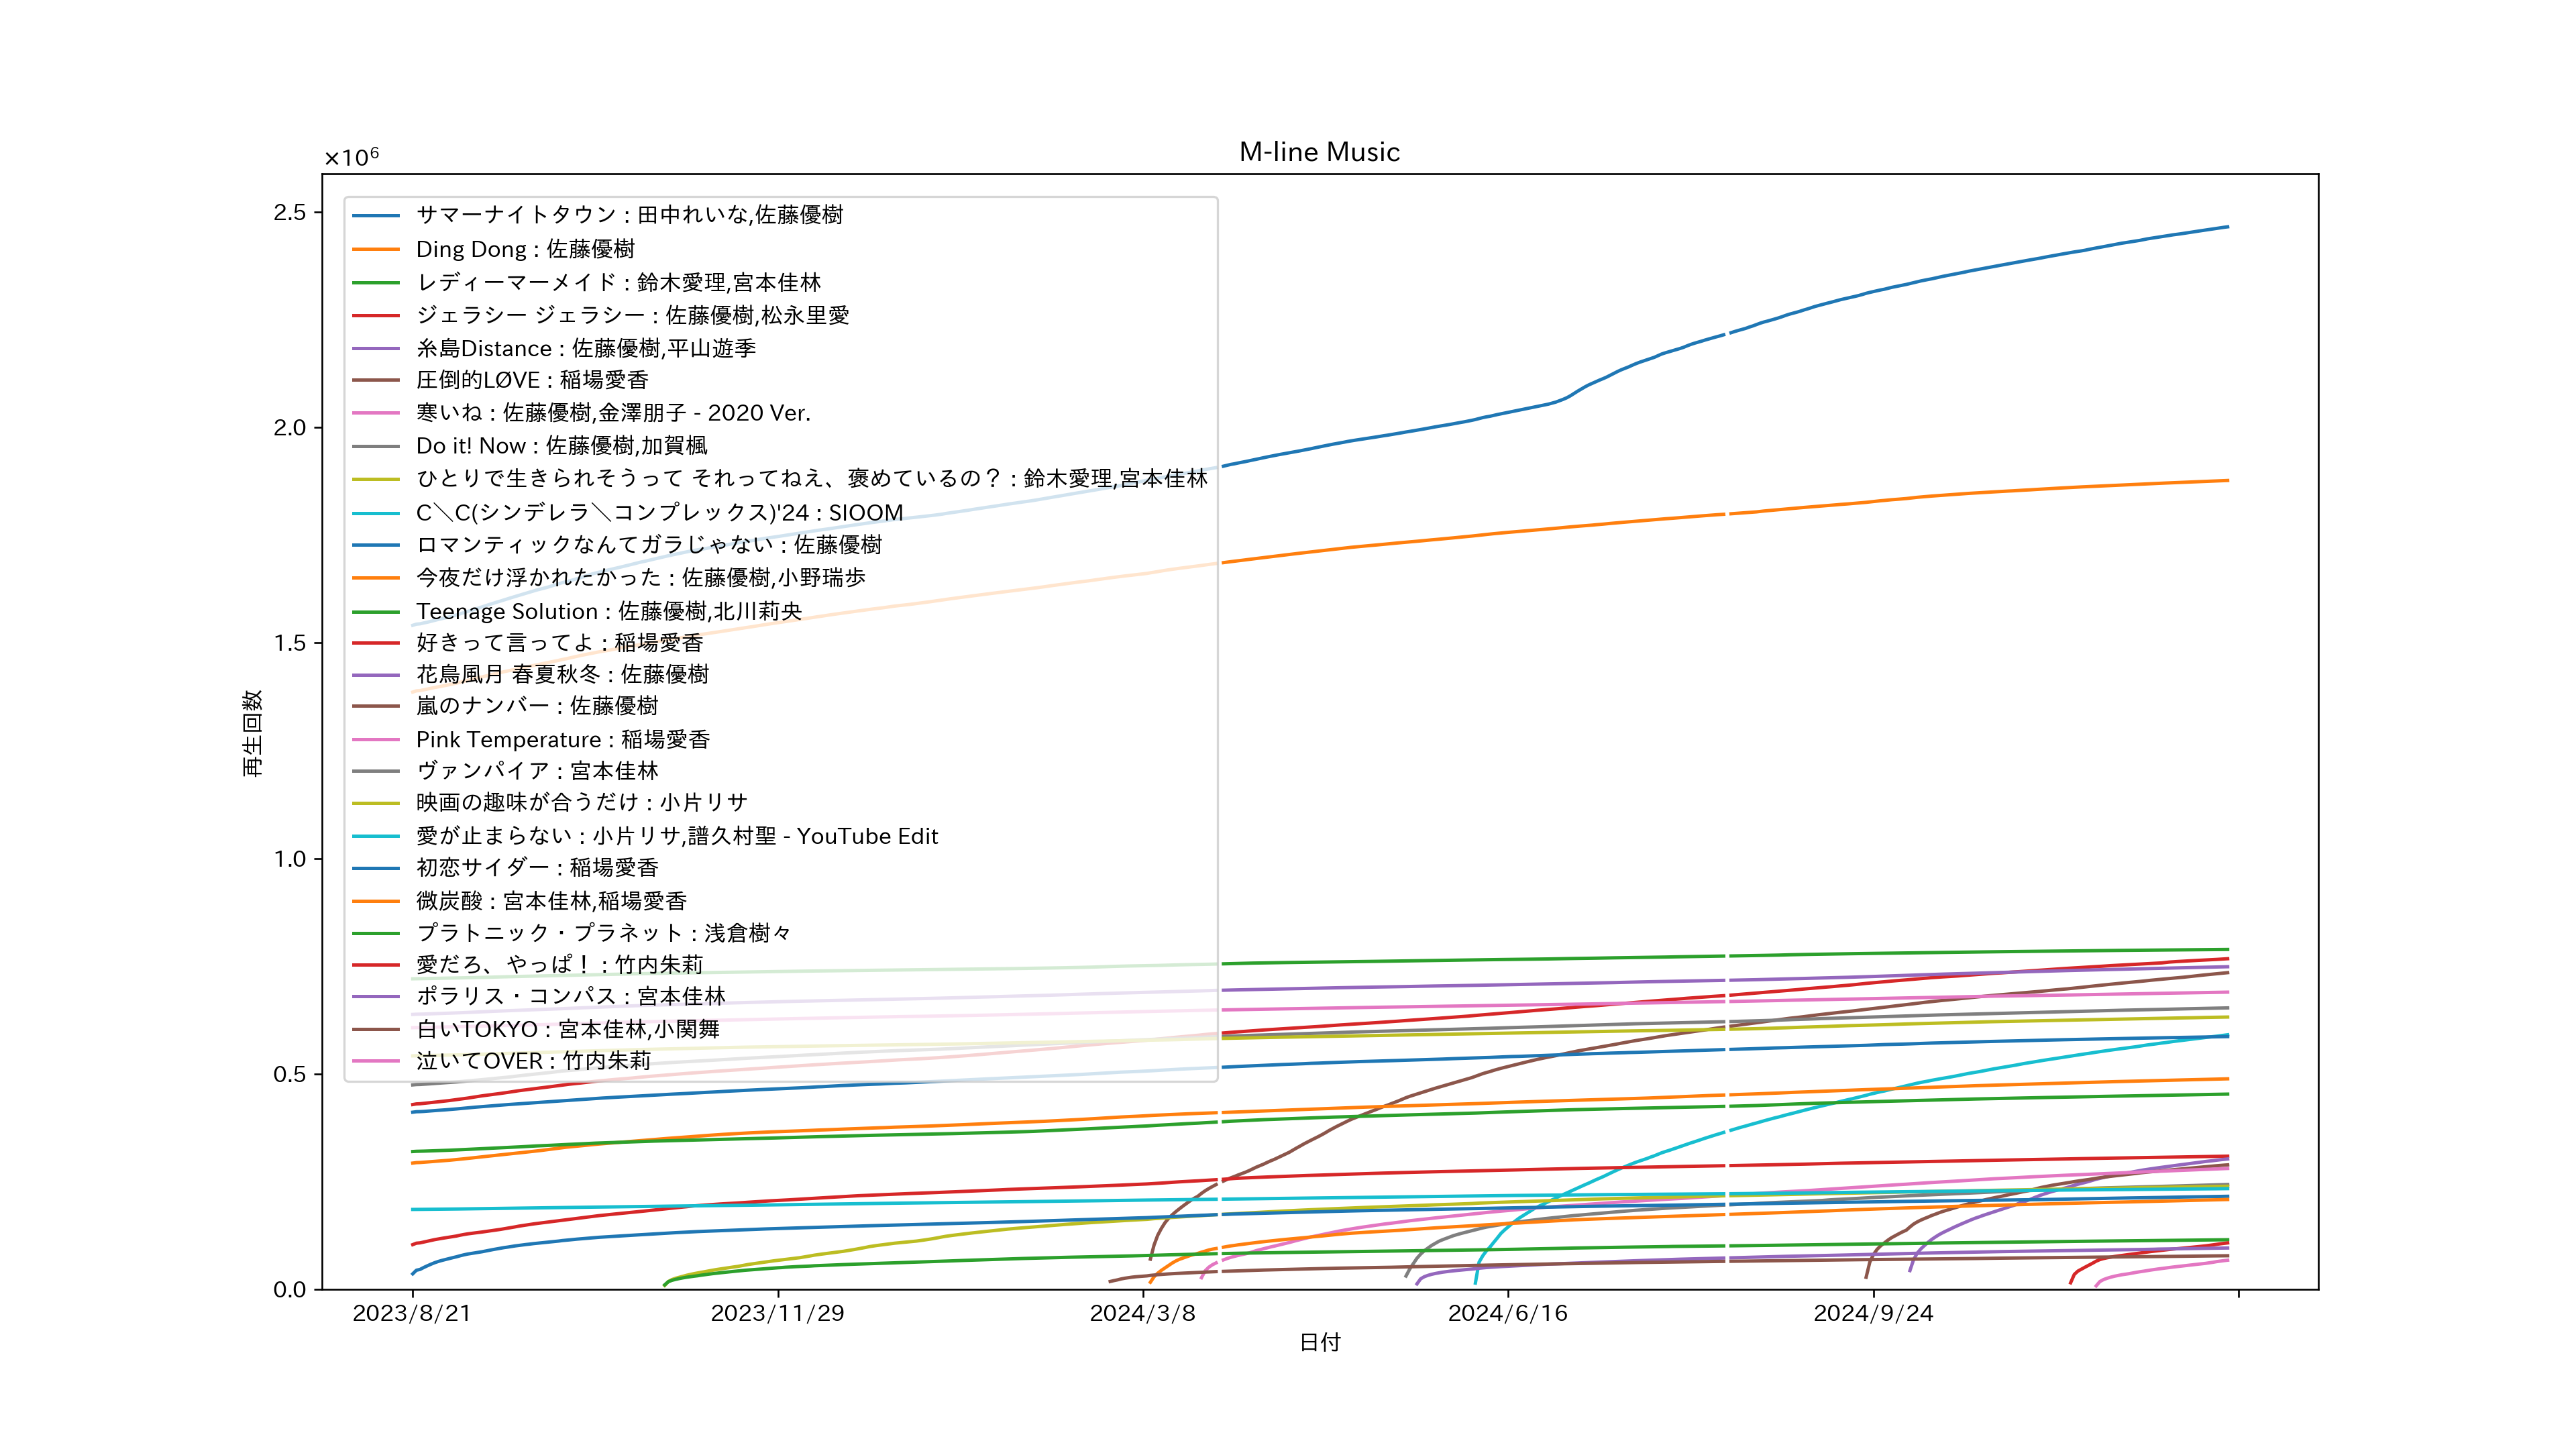 M-line Music
×10⁶
2.5
2.0
1.5
1.0
0.5
0.0
再生回数
サマーナイトタウン : 田中れいな,佐藤優樹
Ding Dong : 佐藤優樹
レディーマーメイド : 鈴木愛理,宮本佳林
ジェラシー ジェラシー : 佐藤優樹,松永里愛
糸島Distance : 佐藤優樹,平山遊季
圧倒的LØVE : 稲場愛香
寒いね : 佐藤優樹,金澤朋子 - 2020 Ver.
Do it! Now : 佐藤優樹,加賀楓
ひとりで生きられそうって それってねえ、褒めているの？ : 鈴木愛理,宮本佳林
C＼C(シンデレラ＼コンプレックス)'24 : SIOOM
ロマンティックなんてガラじゃない : 佐藤優樹
今夜だけ浮かれたかった : 佐藤優樹,小野瑞歩
Teenage Solution : 佐藤優樹,北川莉央
好きって言ってよ : 稲場愛香
花鳥風月 春夏秋冬 : 佐藤優樹
嵐のナンバー : 佐藤優樹
Pink Temperature : 稲場愛香
ヴァンパイア : 宮本佳林
映画の趣味が合うだけ : 小片リサ
愛が止まらない : 小片リサ,譜久村聖 - YouTube Edit
初恋サイダー : 稲場愛香
微炭酸 : 宮本佳林,稲場愛香
プラトニック・プラネット : 浅倉樹々
愛だろ、やっぱ！ : 竹内朱莉
ポラリス・コンパス : 宮本佳林
白いTOKYO : 宮本佳林,小関舞
泣いてOVER : 竹内朱莉
2023/8/21
2023/11/29
2024/3/8
2024/6/16
2024/9/24
日付